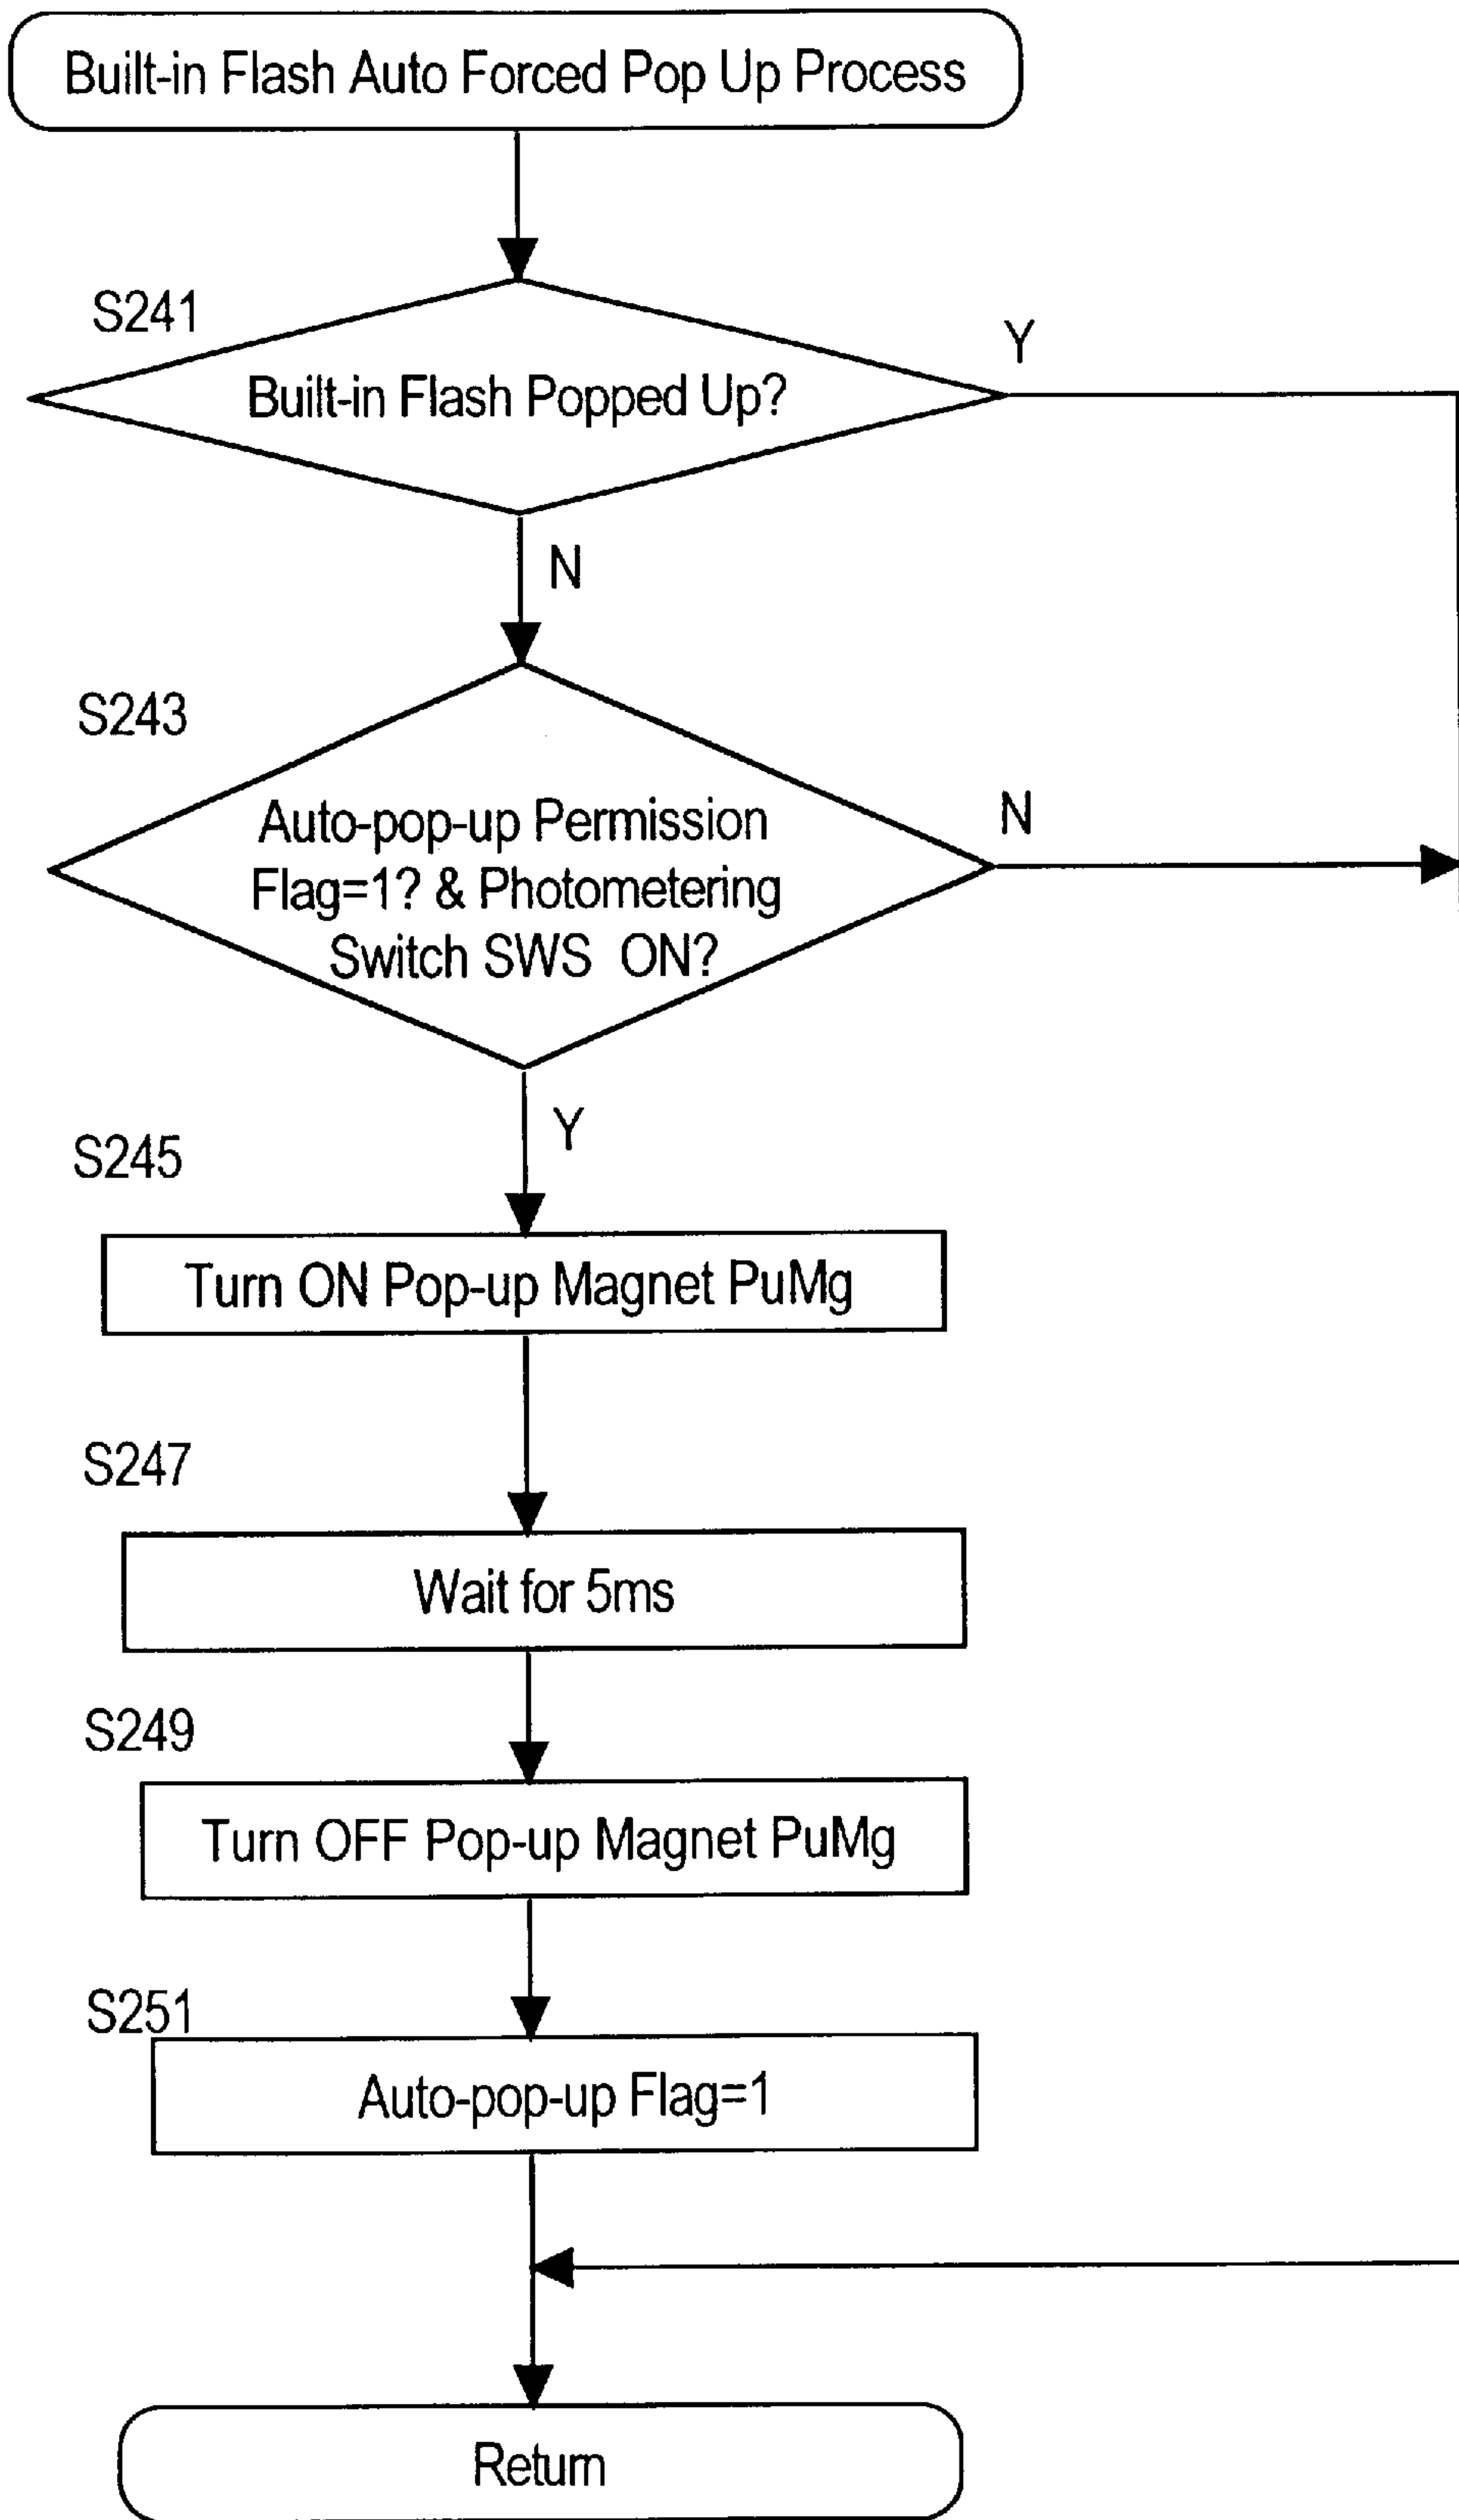 Built-in Flash Auto Forced Pop Up Process
S241
Y
Built-in Flash Popped Up?
N
S243
Auto-pop-up Permission
N
Flag=1? & Photometering
Switch SWS ON?
Y
S245
Turn ON Pop-up Magnet PuMg
S247
Wait for 5ms
S249
Turn OFF Pop-up Magnet PuMg
S251
Auto-pop-up Flag=1
Return